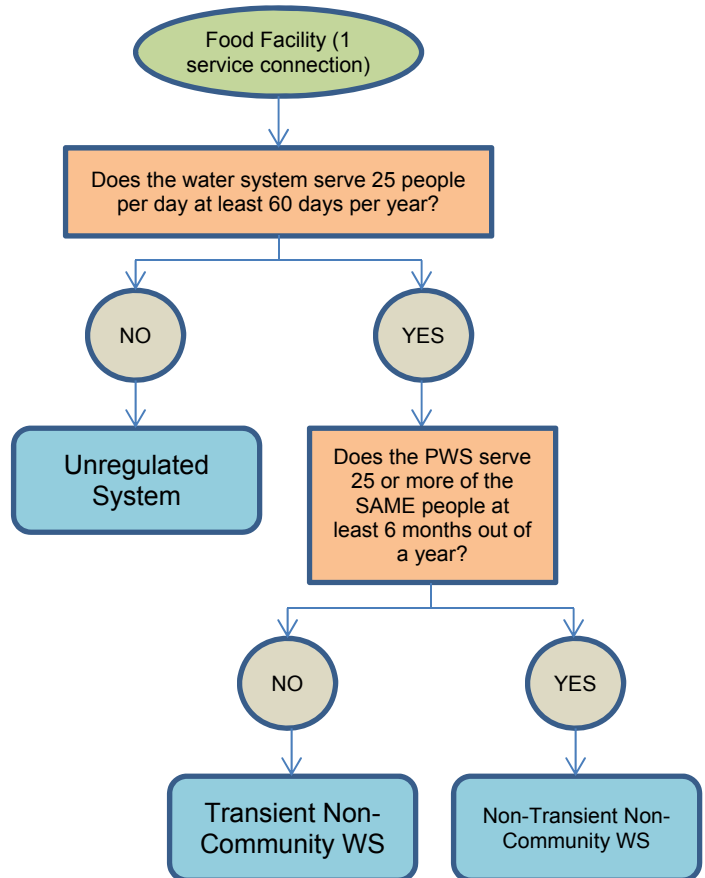 Food Facility (1
service connection)
Does the water system serve 25 people
per day at least 60 days per year?
NO
YES
Unregulated
System
Does the PWS serve
25 or more of the
SAME people at
least 6 months out of
a year?
NO
YES
Transient Non-
Community WS
Non-Transient Non-
Community WS